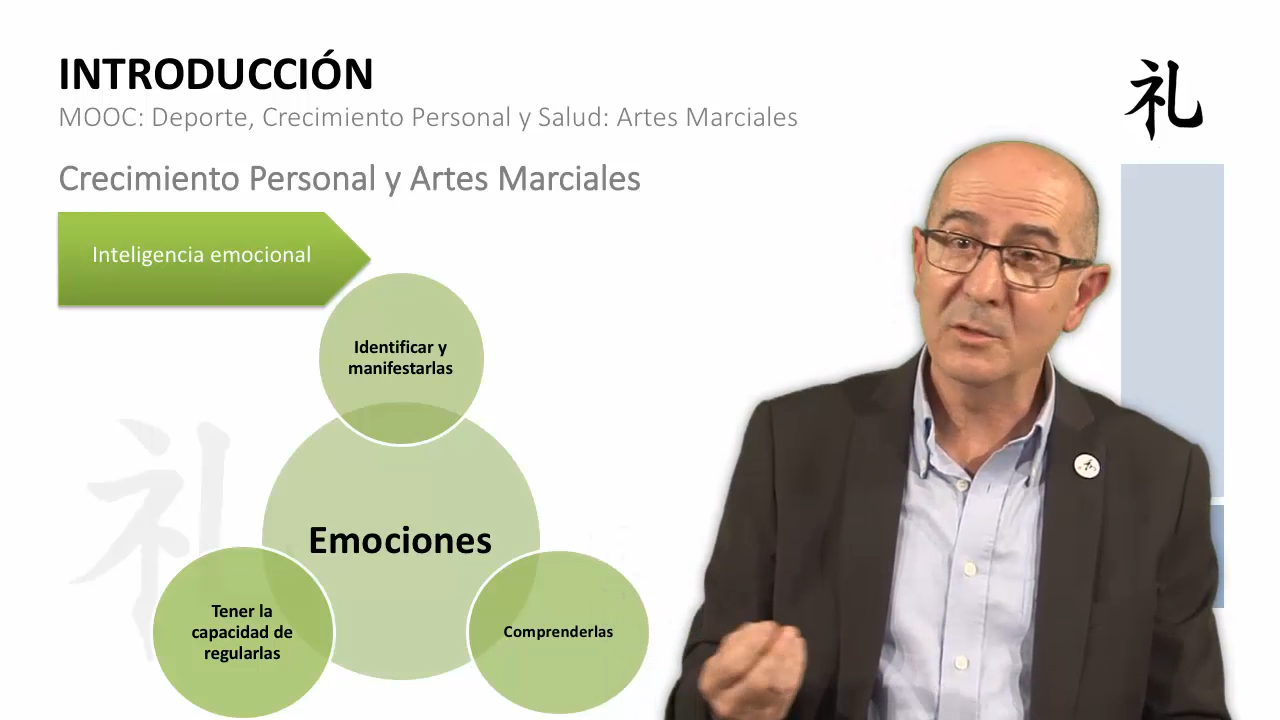 INTRODUCCIÓN
礼
MOOC: Deporte, Crecimiento Personal y Salud: Artes Marciales
Crecimiento Personal y Artes Marciales
Inteligencia emocional
Identificar y
manifestarlas
礼
Emociones
Tener la
capacidad de
regularlas
Comprenderlas